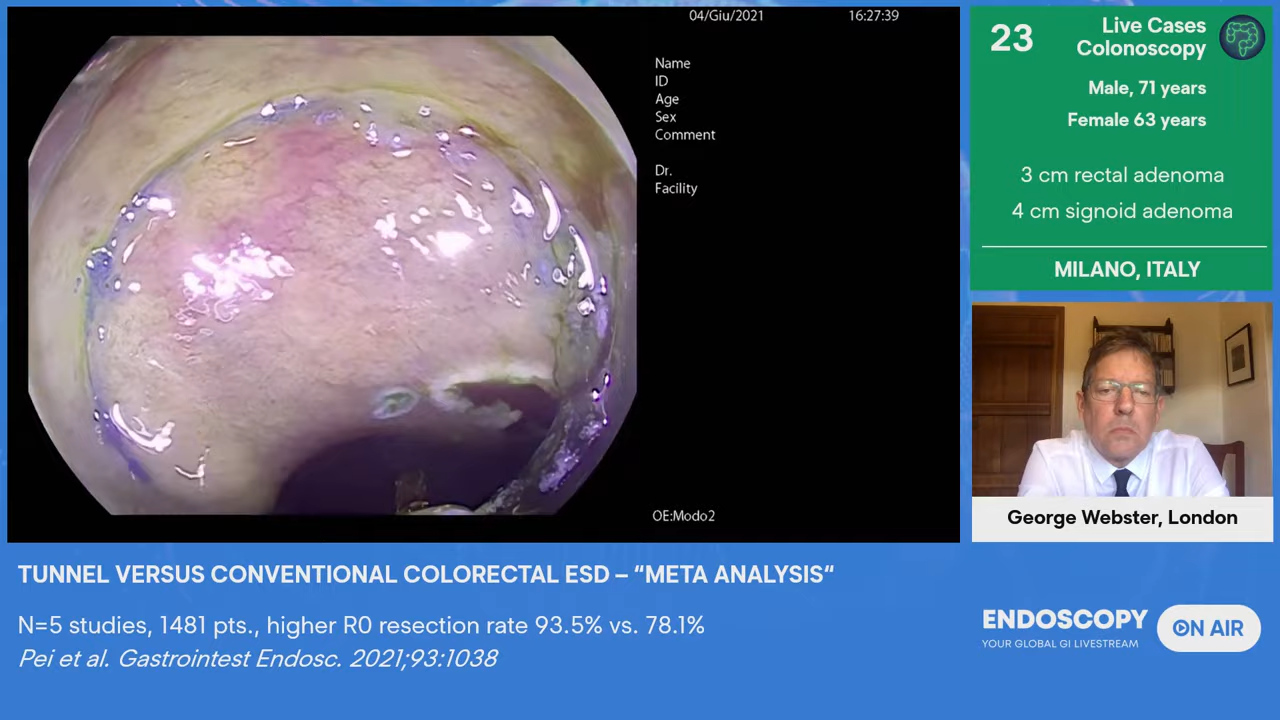 04/Giu/2021 16:27:39
Name
ID
Age
Sex
Comment
Dr.
Facility
OE:Modo2
23
Live Cases
Colonoscopy
Male, 71 years
Female 63 years
3 cm rectal adenoma
4 cm signoid adenoma
MILANO, ITALY
George Webster, London
TUNNEL VERSUS CONVENTIONAL COLORECTAL ESD – “META ANALYSIS“
N=5 studies, 1481 pts., higher R0 resection rate 93.5% vs. 78.1%
Pei et al. Gastrointest Endosc. 2021;93:1038
ENDOSCOPY ON AIR
YOUR GLOBAL GI LIVESTREAM